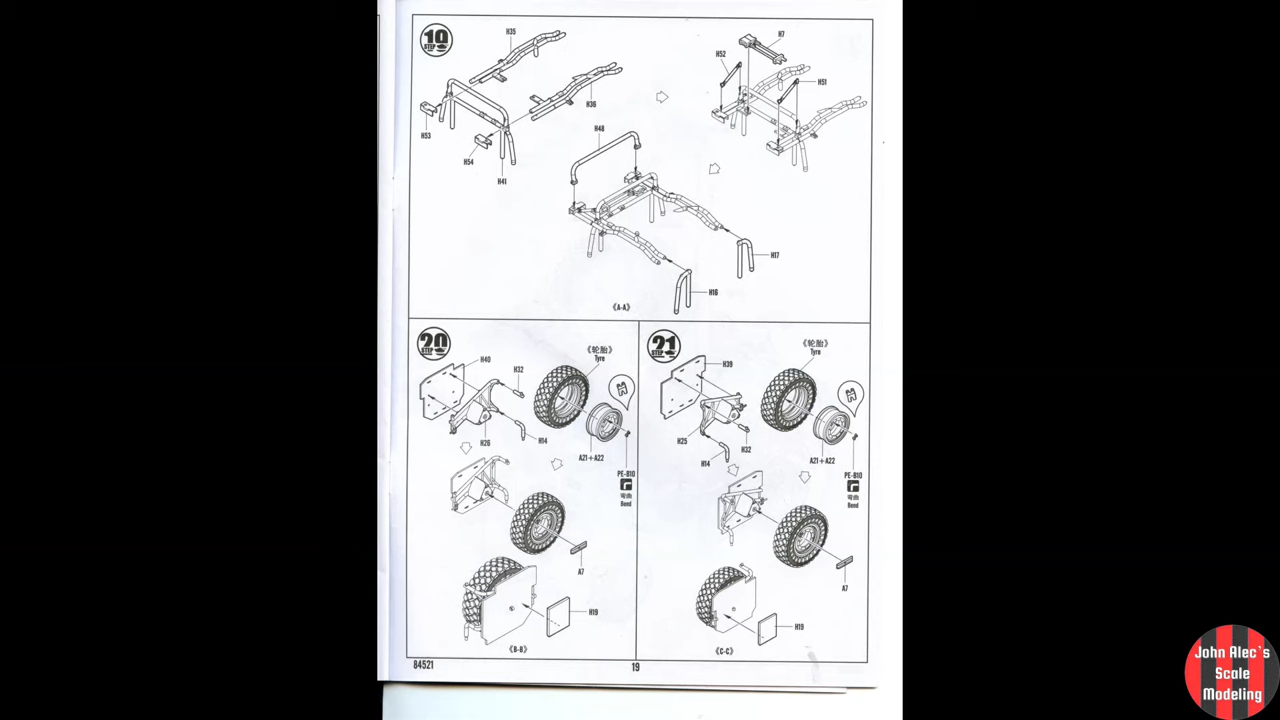 19
STEP
H35
H36
H53
H54
H41
H7
H52
H51
H48
H17
H16
《A-A》
20
STEP
H40
H32
《轮胎》
Tyre
H26
H14
A21+A22
PE-B10
弯曲
Bend
A7
H19
《B-B》
21
STEP
H39
《轮胎》
Tyre
H25
H32
H14
A21+A22
PE-B10
弯曲
Bend
A7
H19
《C-C》
84521
19
John Alec`s
Scale
Modeling